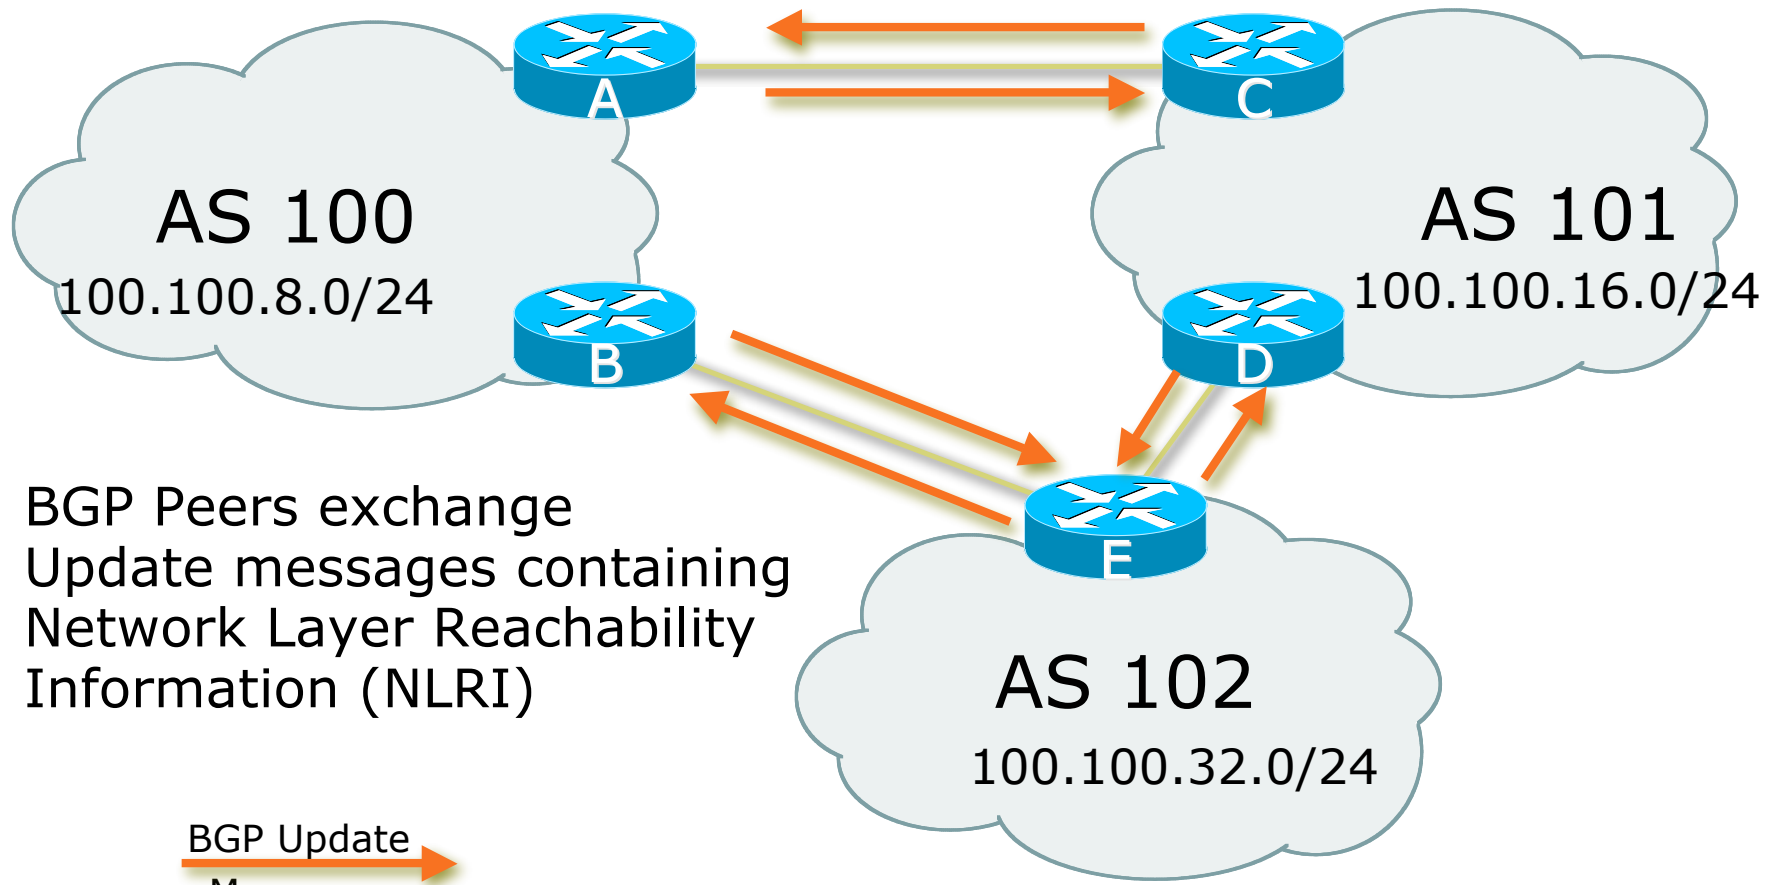 A
C
AS 100
AS 101
100.100.8.0/24
100.100.16.0/24
B
D
BGP Peers exchange
Update messages containing
Network Layer Reachability
Information (NLRI)
E
AS 102
100.100.32.0/24
BGP Update